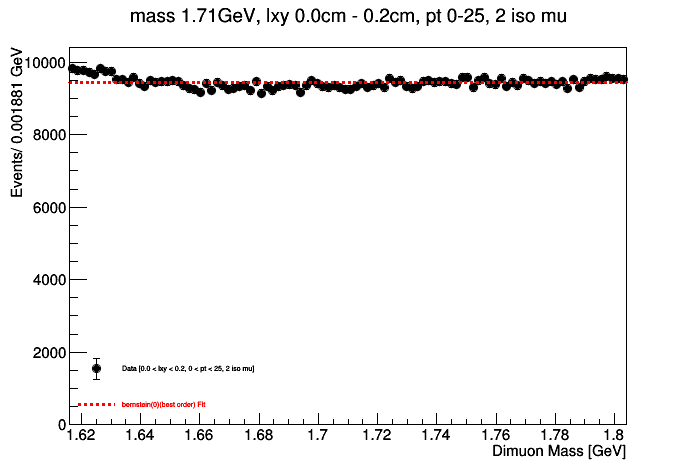 mass 1.71GeV, lxy 0.0cm - 0.2cm, pt 0-25, 2 iso mu
Events/ 0.001881 GeV
10000
8000
6000
4000
2000
0
Data [0.0 < lxy < 0.2, 0 < pt < 25, 2 iso mu]
bernstein(0)(best order) Fit
1.62 1.64 1.66 1.68 1.7 1.72 1.74 1.76 1.78 1.8
Dimuon Mass [GeV]